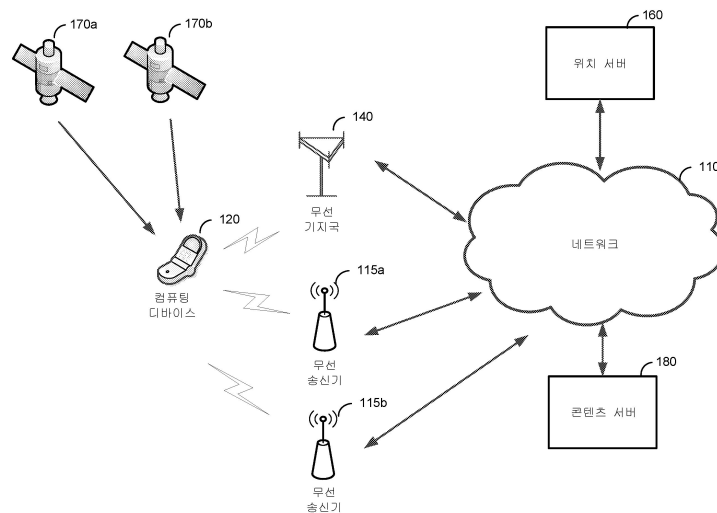 170a
170b
160
위치 서버
140
무선
기지국
110
네트워크
120
컴퓨팅
디바이스
115a
무선
송신기
180
콘텐츠 서버
115b
무선
송신기